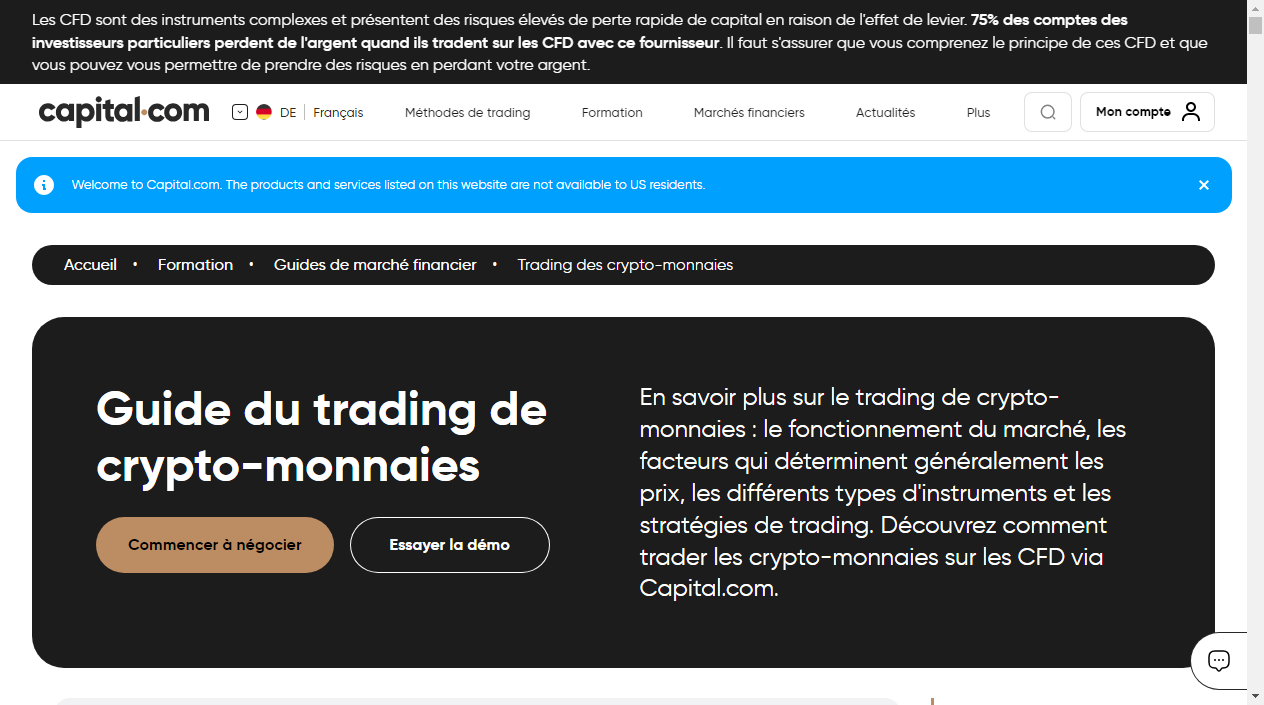 Les CFD sont des instruments complexes et présentent des risques élevés de perte rapide de capital en raison de l'effet de levier. 75% des comptes des
investisseurs particuliers perdent de l'argent quand ils tradent sur les CFD avec ce fournisseur. Il faut s'assurer que vous comprenez le principe de ces CFD et que
vous pouvez vous permettre de prendre des risques en perdant votre argent.
capital.com DE Français Méthodes de trading Formation Marchés financiers Actualités Plus Mon compte
Welcome to Capital.com. The products and services listed on this website are not available to US residents.
Accueil • Formation • Guides de marché financier • Trading des crypto-monnaies
Guide du trading de
crypto-monnaies
Commencer à négocier Essayer la démo
En savoir plus sur le trading de crypto-
monnaies : le fonctionnement du marché, les
facteurs qui déterminent généralement les
prix, les différents types d'instruments et les
stratégies de trading. Découvrez comment
trader les crypto-monnaies sur les CFD via
Capital.com.